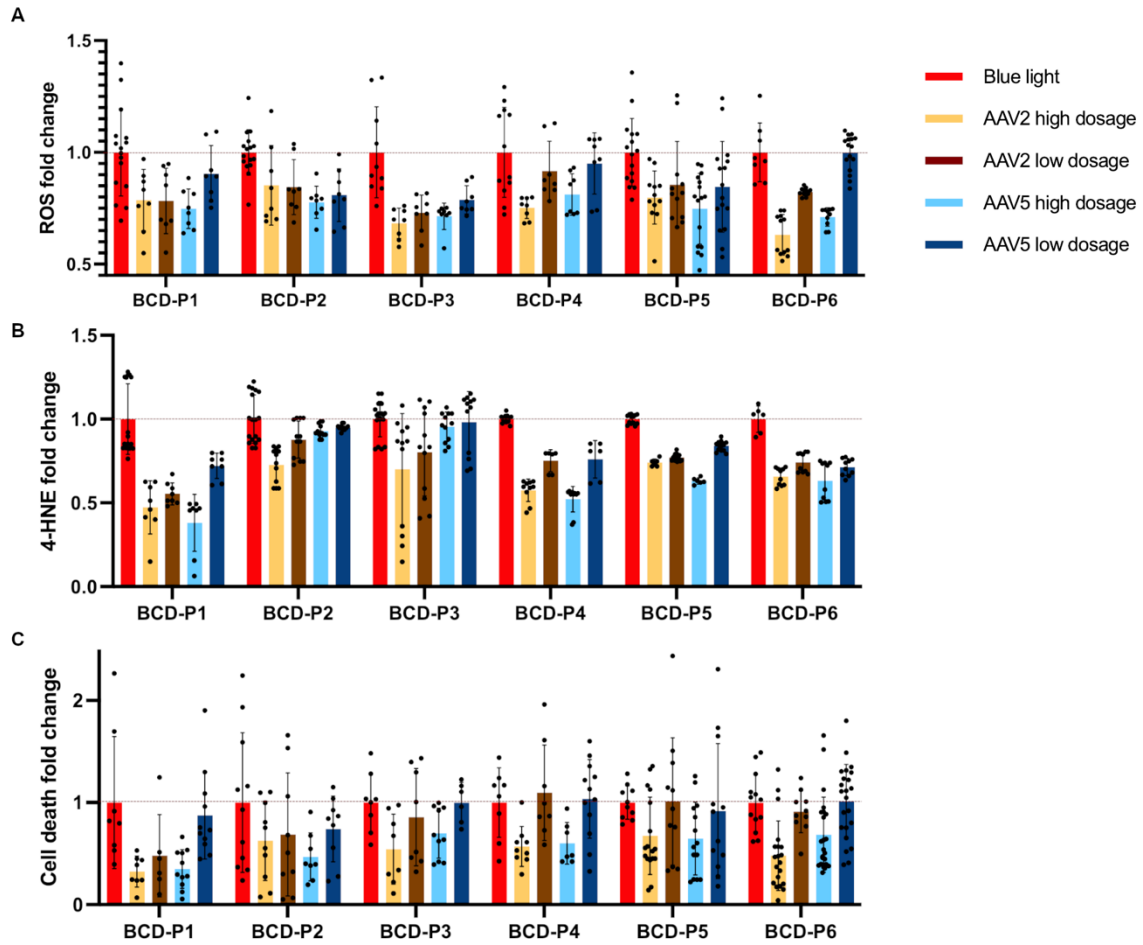 A
ROS fold change
1.5
1.0
0.5
BCD-P1 BCD-P2 BCD-P3 BCD-P4 BCD-P5 BCD-P6
Blue light
AAV2 high dosage
AAV2 low dosage
AAV5 high dosage
AAV5 low dosage
B
4-HNE fold change
1.5
1.0
0.5
0.0
BCD-P1 BCD-P2 BCD-P3 BCD-P4 BCD-P5 BCD-P6
C
Cell death fold change
2
1
0
BCD-P1 BCD-P2 BCD-P3 BCD-P4 BCD-P5 BCD-P6